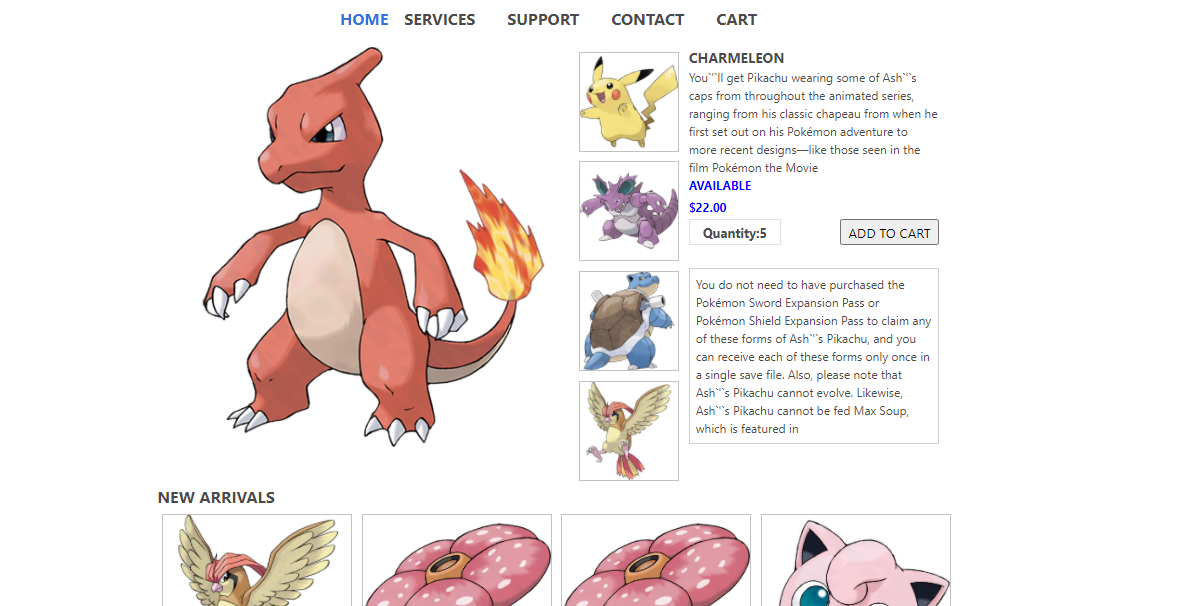 HOME SERVICES SUPPORT CONTACT CART
CHARMELEON
You```ll get Pikachu wearing some of Ash```s
caps from throughout the animated series,
ranging from his classic chapeau from when he
first set out on his Pokémon adventure to
more recent designs—like those seen in the
film Pokémon the Movie
AVAILABLE
$22.00
Quantity:5 ADD TO CART
You do not need to have purchased the
Pokémon Sword Expansion Pass or
Pokémon Shield Expansion Pass to claim any
of these forms of Ash```s Pikachu, and you
can receive each of these forms only once in
a single save file. Also, please note that
Ash```s Pikachu cannot evolve. Likewise,
Ash```s Pikachu cannot be fed Max Soup,
which is featured in
NEW ARRIVALS